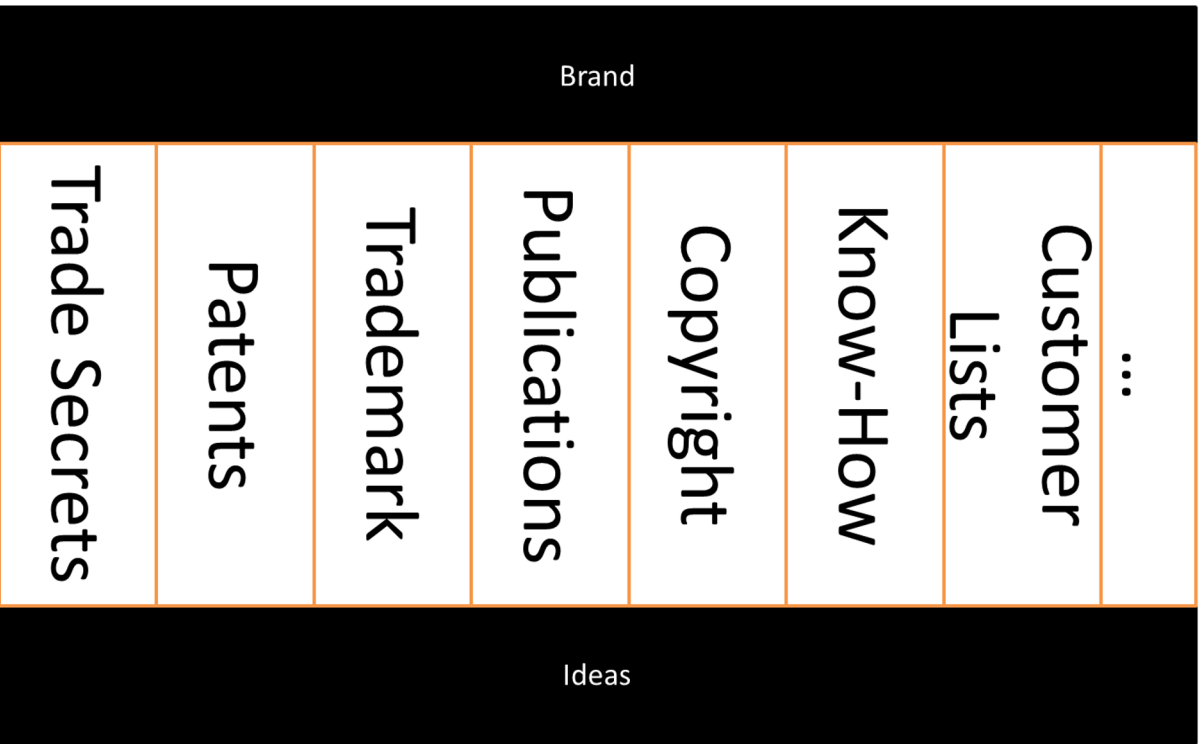 Brand
Trade Secrets
Patents
Trademark
Publications
Copyright
Know-How
Customer
Lists
...
Ideas